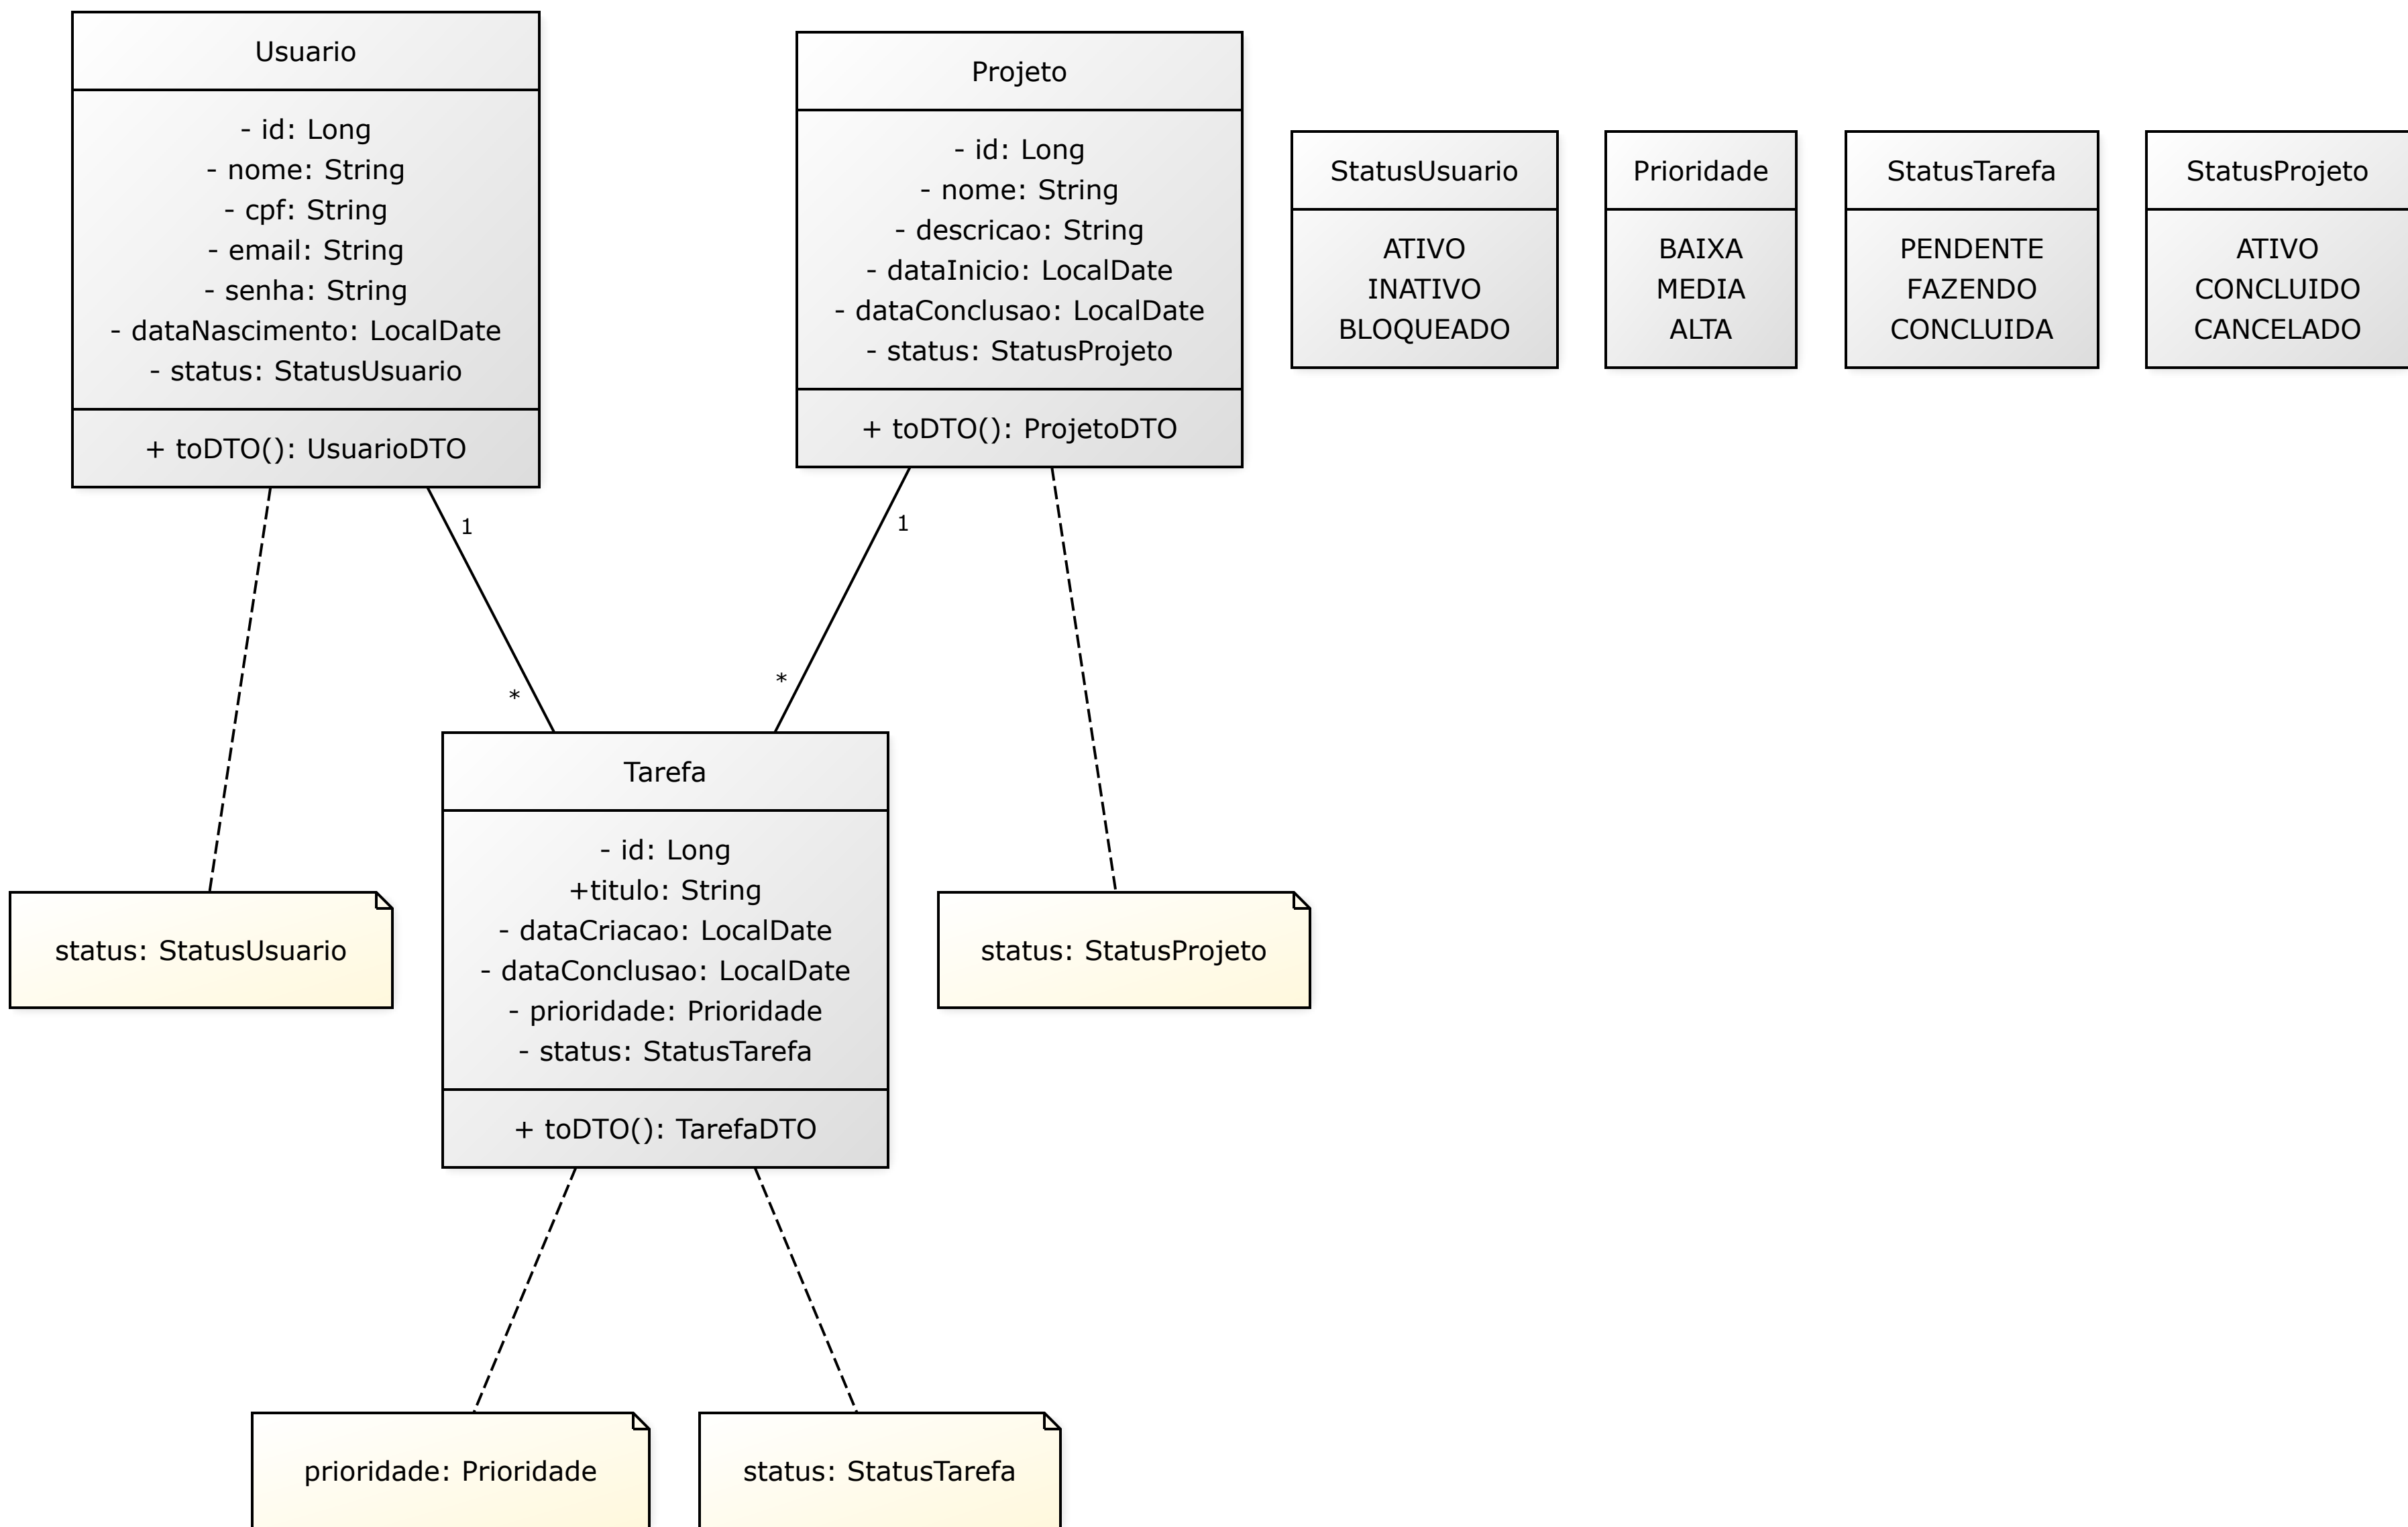 Usuario
- id: Long
- nome: String
- cpf: String
- email: String
- senha: String
- dataNascimento: LocalDate
- status: StatusUsuario
+ toDTO(): UsuarioDTO
Projeto
- id: Long
- nome: String
- descricao: String
- dataInicio: LocalDate
- dataConclusao: LocalDate
- status: StatusProjeto
+ toDTO(): ProjetoDTO
StatusUsuario
ATIVO
INATIVO
BLOQUEADO
Prioridade
BAIXA
MEDIA
ALTA
StatusTarefa
PENDENTE
FAZENDO
CONCLUIDA
StatusProjeto
ATIVO
CONCLUIDO
CANCELADO
1
*
1
*
Tarefa
- id: Long
+titulo: String
- dataCriacao: LocalDate
- dataConclusao: LocalDate
- prioridade: Prioridade
- status: StatusTarefa
+ toDTO(): TarefaDTO
status: StatusUsuario
status: StatusProjeto
prioridade: Prioridade
status: StatusTarefa